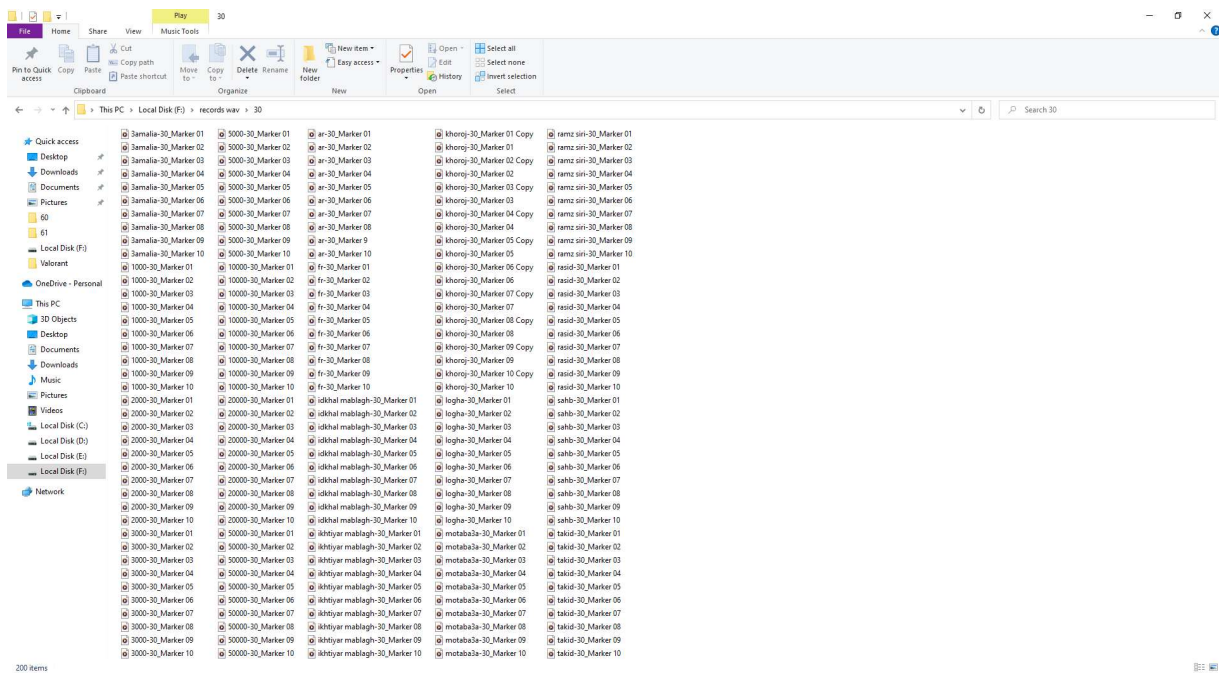 Play
30
File
Home
Share
View
Music Tools
Pin to Quick access
Copy
Paste
Cut
Copy path
Paste shortcut
Clipboard
Move to
Copy to
Delete
Rename
Organize
New folder
New item
Easy access
New
Properties
Open
Edit
History
Open
Select all
Select none
Invert selection
Select
This PC > Local Disk (F:) > records wav > 30
Search 30
Quick access
Desktop
Downloads
Documents
Pictures
60
61
Local Disk (F:)
Valorant
OneDrive - Personal
This PC
3D Objects
Desktop
Documents
Downloads
Music
Pictures
Videos
Local Disk (C:)
Local Disk (D:)
Local Disk (E:)
Local Disk (F:)
Network
3amalia-30_Marker 01
3amalia-30_Marker 02
3amalia-30_Marker 03
3amalia-30_Marker 04
3amalia-30_Marker 05
3amalia-30_Marker 06
3amalia-30_Marker 07
3amalia-30_Marker 08
3amalia-30_Marker 09
3amalia-30_Marker 10
1000-30_Marker 01
1000-30_Marker 02
1000-30_Marker 03
1000-30_Marker 04
1000-30_Marker 05
1000-30_Marker 06
1000-30_Marker 07
1000-30_Marker 08
1000-30_Marker 09
1000-30_Marker 10
2000-30_Marker 01
2000-30_Marker 02
2000-30_Marker 03
2000-30_Marker 04
2000-30_Marker 05
2000-30_Marker 06
2000-30_Marker 07
2000-30_Marker 08
2000-30_Marker 09
2000-30_Marker 10
3000-30_Marker 01
3000-30_Marker 02
3000-30_Marker 03
3000-30_Marker 04
3000-30_Marker 05
3000-30_Marker 06
3000-30_Marker 07
3000-30_Marker 08
3000-30_Marker 09
3000-30_Marker 10
5000-30_Marker 01
5000-30_Marker 02
5000-30_Marker 03
5000-30_Marker 04
5000-30_Marker 05
5000-30_Marker 06
5000-30_Marker 07
5000-30_Marker 08
5000-30_Marker 09
5000-30_Marker 10
10000-30_Marker 01
10000-30_Marker 02
10000-30_Marker 03
10000-30_Marker 04
10000-30_Marker 05
10000-30_Marker 06
10000-30_Marker 07
10000-30_Marker 08
10000-30_Marker 09
10000-30_Marker 10
20000-30_Marker 01
20000-30_Marker 02
20000-30_Marker 03
20000-30_Marker 04
20000-30_Marker 05
20000-30_Marker 06
20000-30_Marker 07
20000-30_Marker 08
20000-30_Marker 09
20000-30_Marker 10
50000-30_Marker 01
50000-30_Marker 02
50000-30_Marker 03
50000-30_Marker 04
50000-30_Marker 05
50000-30_Marker 06
50000-30_Marker 07
50000-30_Marker 08
50000-30_Marker 09
50000-30_Marker 10
ar-30_Marker 01
ar-30_Marker 02
ar-30_Marker 03
ar-30_Marker 04
ar-30_Marker 05
ar-30_Marker 06
ar-30_Marker 07
ar-30_Marker 08
ar-30_Marker 9
ar-30_Marker 10
fr-30_Marker 01
fr-30_Marker 02
fr-30_Marker 03
fr-30_Marker 04
fr-30_Marker 05
fr-30_Marker 06
fr-30_Marker 07
fr-30_Marker 08
fr-30_Marker 09
fr-30_Marker 10
idkhal mablagh-30_Marker 01
idkhal mablagh-30_Marker 02
idkhal mablagh-30_Marker 03
idkhal mablagh-30_Marker 04
idkhal mablagh-30_Marker 05
idkhal mablagh-30_Marker 06
idkhal mablagh-30_Marker 07
idkhal mablagh-30_Marker 08
idkhal mablagh-30_Marker 09
idkhal mablagh-30_Marker 10
ikhtiyar mablagh-30_Marker 01
ikhtiyar mablagh-30_Marker 02
ikhtiyar mablagh-30_Marker 03
ikhtiyar mablagh-30_Marker 04
ikhtiyar mablagh-30_Marker 05
ikhtiyar mablagh-30_Marker 06
ikhtiyar mablagh-30_Marker 07
ikhtiyar mablagh-30_Marker 08
ikhtiyar mablagh-30_Marker 09
ikhtiyar mablagh-30_Marker 10
khoroj-30_Marker 01 Copy
khoroj-30_Marker 01
khoroj-30_Marker 02 Copy
khoroj-30_Marker 02
khoroj-30_Marker 03 Copy
khoroj-30_Marker 03
khoroj-30_Marker 04 Copy
khoroj-30_Marker 04
khoroj-30_Marker 05 Copy
khoroj-30_Marker 05
khoroj-30_Marker 06 Copy
khoroj-30_Marker 06
khoroj-30_Marker 07 Copy
khoroj-30_Marker 07
khoroj-30_Marker 08 Copy
khoroj-30_Marker 08
khoroj-30_Marker 09 Copy
khoroj-30_Marker 09
khoroj-30_Marker 10 Copy
khoroj-30_Marker 10
logha-30_Marker 01
logha-30_Marker 02
logha-30_Marker 03
logha-30_Marker 04
logha-30_Marker 05
logha-30_Marker 06
logha-30_Marker 07
logha-30_Marker 08
logha-30_Marker 09
logha-30_Marker 10
motaba3a-30_Marker 01
motaba3a-30_Marker 02
motaba3a-30_Marker 03
motaba3a-30_Marker 04
motaba3a-30_Marker 05
motaba3a-30_Marker 06
motaba3a-30_Marker 07
motaba3a-30_Marker 08
motaba3a-30_Marker 09
motaba3a-30_Marker 10
ramz siri-30_Marker 01
ramz siri-30_Marker 02
ramz siri-30_Marker 03
ramz siri-30_Marker 04
ramz siri-30_Marker 05
ramz siri-30_Marker 06
ramz siri-30_Marker 07
ramz siri-30_Marker 08
ramz siri-30_Marker 09
ramz siri-30_Marker 10
rasid-30_Marker 01
rasid-30_Marker 02
rasid-30_Marker 03
rasid-30_Marker 04
rasid-30_Marker 05
rasid-30_Marker 06
rasid-30_Marker 07
rasid-30_Marker 08
rasid-30_Marker 09
rasid-30_Marker 10
sahb-30_Marker 01
sahb-30_Marker 02
sahb-30_Marker 03
sahb-30_Marker 04
sahb-30_Marker 05
sahb-30_Marker 06
sahb-30_Marker 07
sahb-30_Marker 08
sahb-30_Marker 09
sahb-30_Marker 10
takid-30_Marker 01
takid-30_Marker 02
takid-30_Marker 03
takid-30_Marker 04
takid-30_Marker 05
takid-30_Marker 06
takid-30_Marker 07
takid-30_Marker 08
takid-30_Marker 09
takid-30_Marker 10
200 items